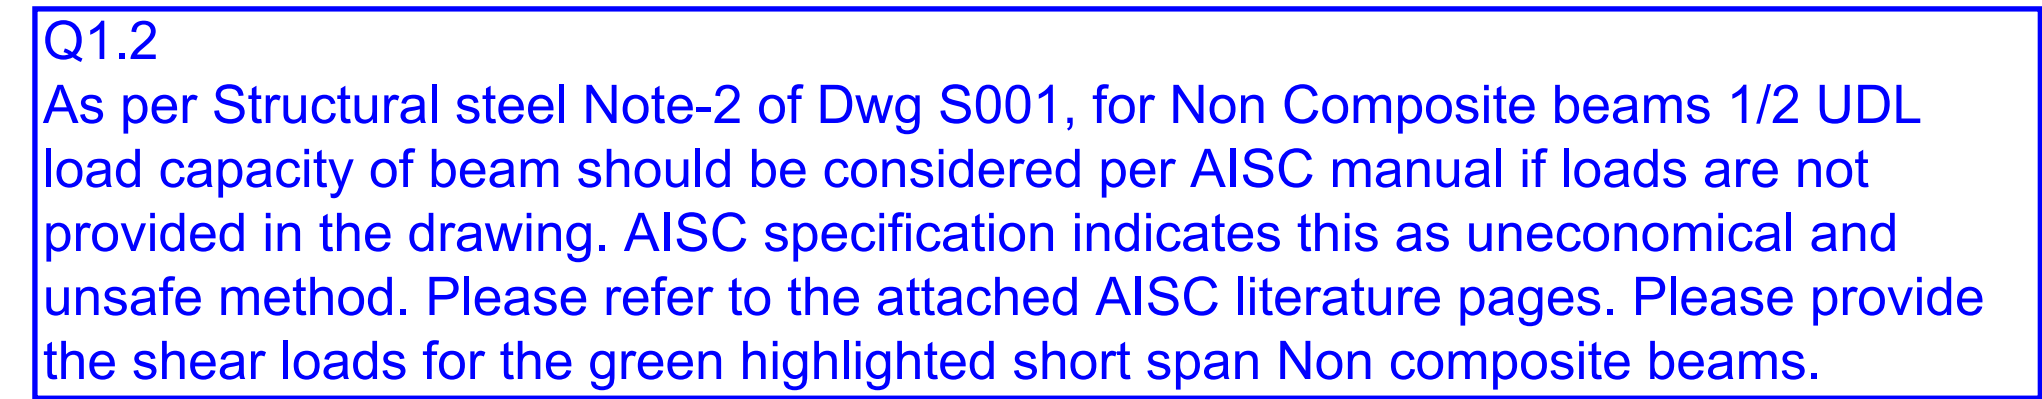 Q1.2
As per Structural steel Note-2 of Dwg S001, for Non Composite beams 1/2 UDL
load capacity of beam should be considered per AISC manual if loads are not
provided in the drawing. AISC specification indicates this as uneconomical and
unsafe method. Please refer to the attached AISC literature pages. Please provide
the shear loads for the green highlighted short span Non composite beams.